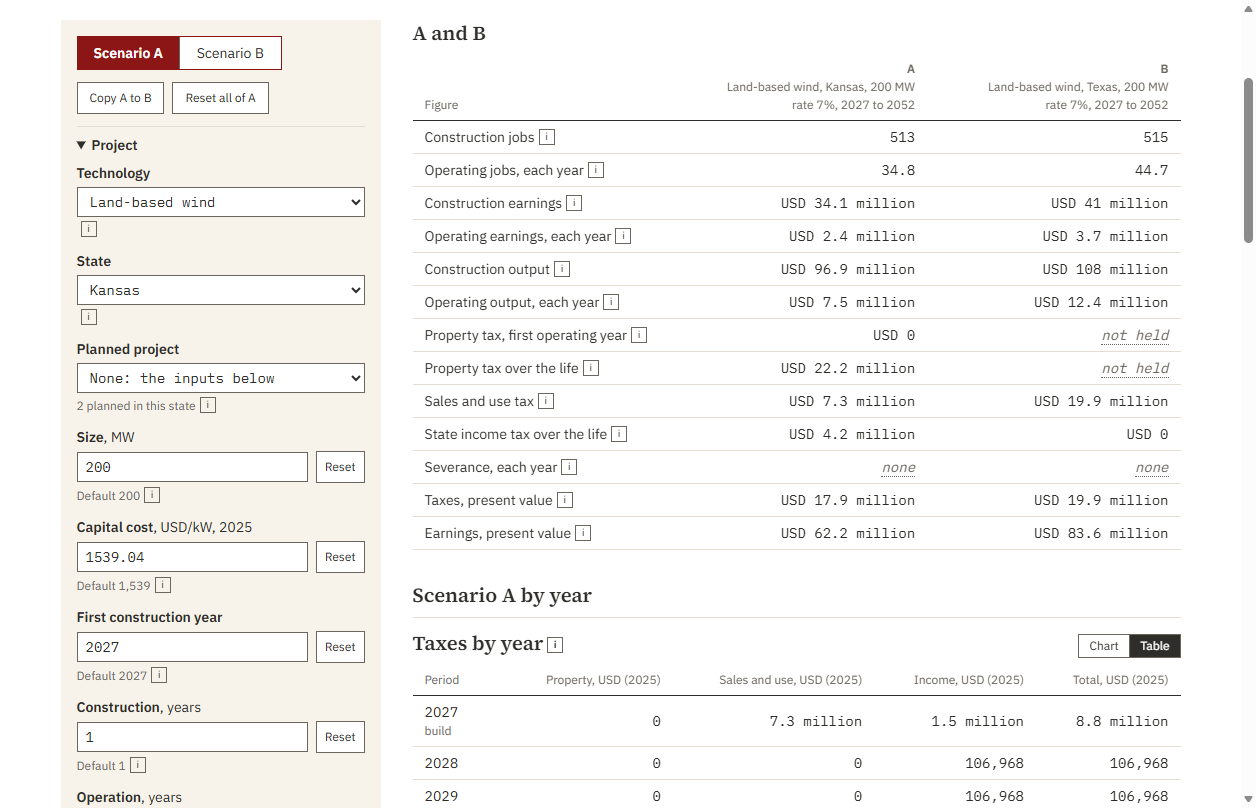 Scenario A Scenario B
Copy A to B Reset all of A
▼ Project
Technology
Land-based wind
i
State
Kansas
i
Planned project
None: the inputs below
2 planned in this state i
Size, MW
200 Reset
Default 200 i
Capital cost, USD/kW, 2025
1539.04 Reset
Default 1,539 i
First construction year
2027 Reset
Default 2027 i
Construction, years
1 Reset
Default 1 i
Operation, years
A and B
A B
Land-based wind, Kansas, 200 MW Land-based wind, Texas, 200 MW
Figure rate 7%, 2027 to 2052 rate 7%, 2027 to 2052
Construction jobs i 513 515
Operating jobs, each year i 34.8 44.7
Construction earnings i USD 34.1 million USD 41 million
Operating earnings, each year i USD 2.4 million USD 3.7 million
Construction output i USD 96.9 million USD 108 million
Operating output, each year i USD 7.5 million USD 12.4 million
Property tax, first operating year i USD 0 not held
Property tax over the life i USD 22.2 million not held
Sales and use tax i USD 7.3 million USD 19.9 million
State income tax over the life i USD 4.2 million USD 0
Severance, each year i none none
Taxes, present value i USD 17.9 million USD 19.9 million
Earnings, present value i USD 62.2 million USD 83.6 million
Scenario A by year
Taxes by year i Chart Table
Period Property, USD (2025) Sales and use, USD (2025) Income, USD (2025) Total, USD (2025)
2027 0 7.3 million 1.5 million 8.8 million
build
2028 0 0 106,968 106,968
2029 0 0 106,968 106,968